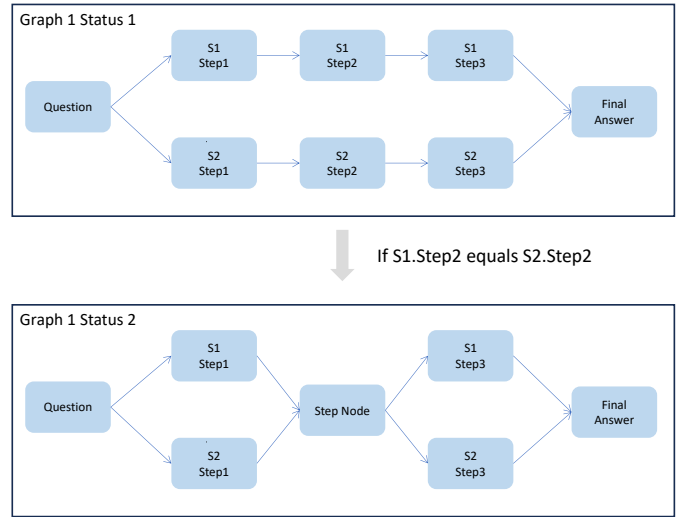 Graph 1 Status 1
S1
Step1
S1
Step2
S1
Step3
Question
Final
Answer
S2
Step1
S2
Step2
S2
Step3
If S1.Step2 equals S2.Step2
Graph 1 Status 2
S1
Step1
S1
Step3
Question
Step Node
Final
Answer
S2
Step1
S2
Step3